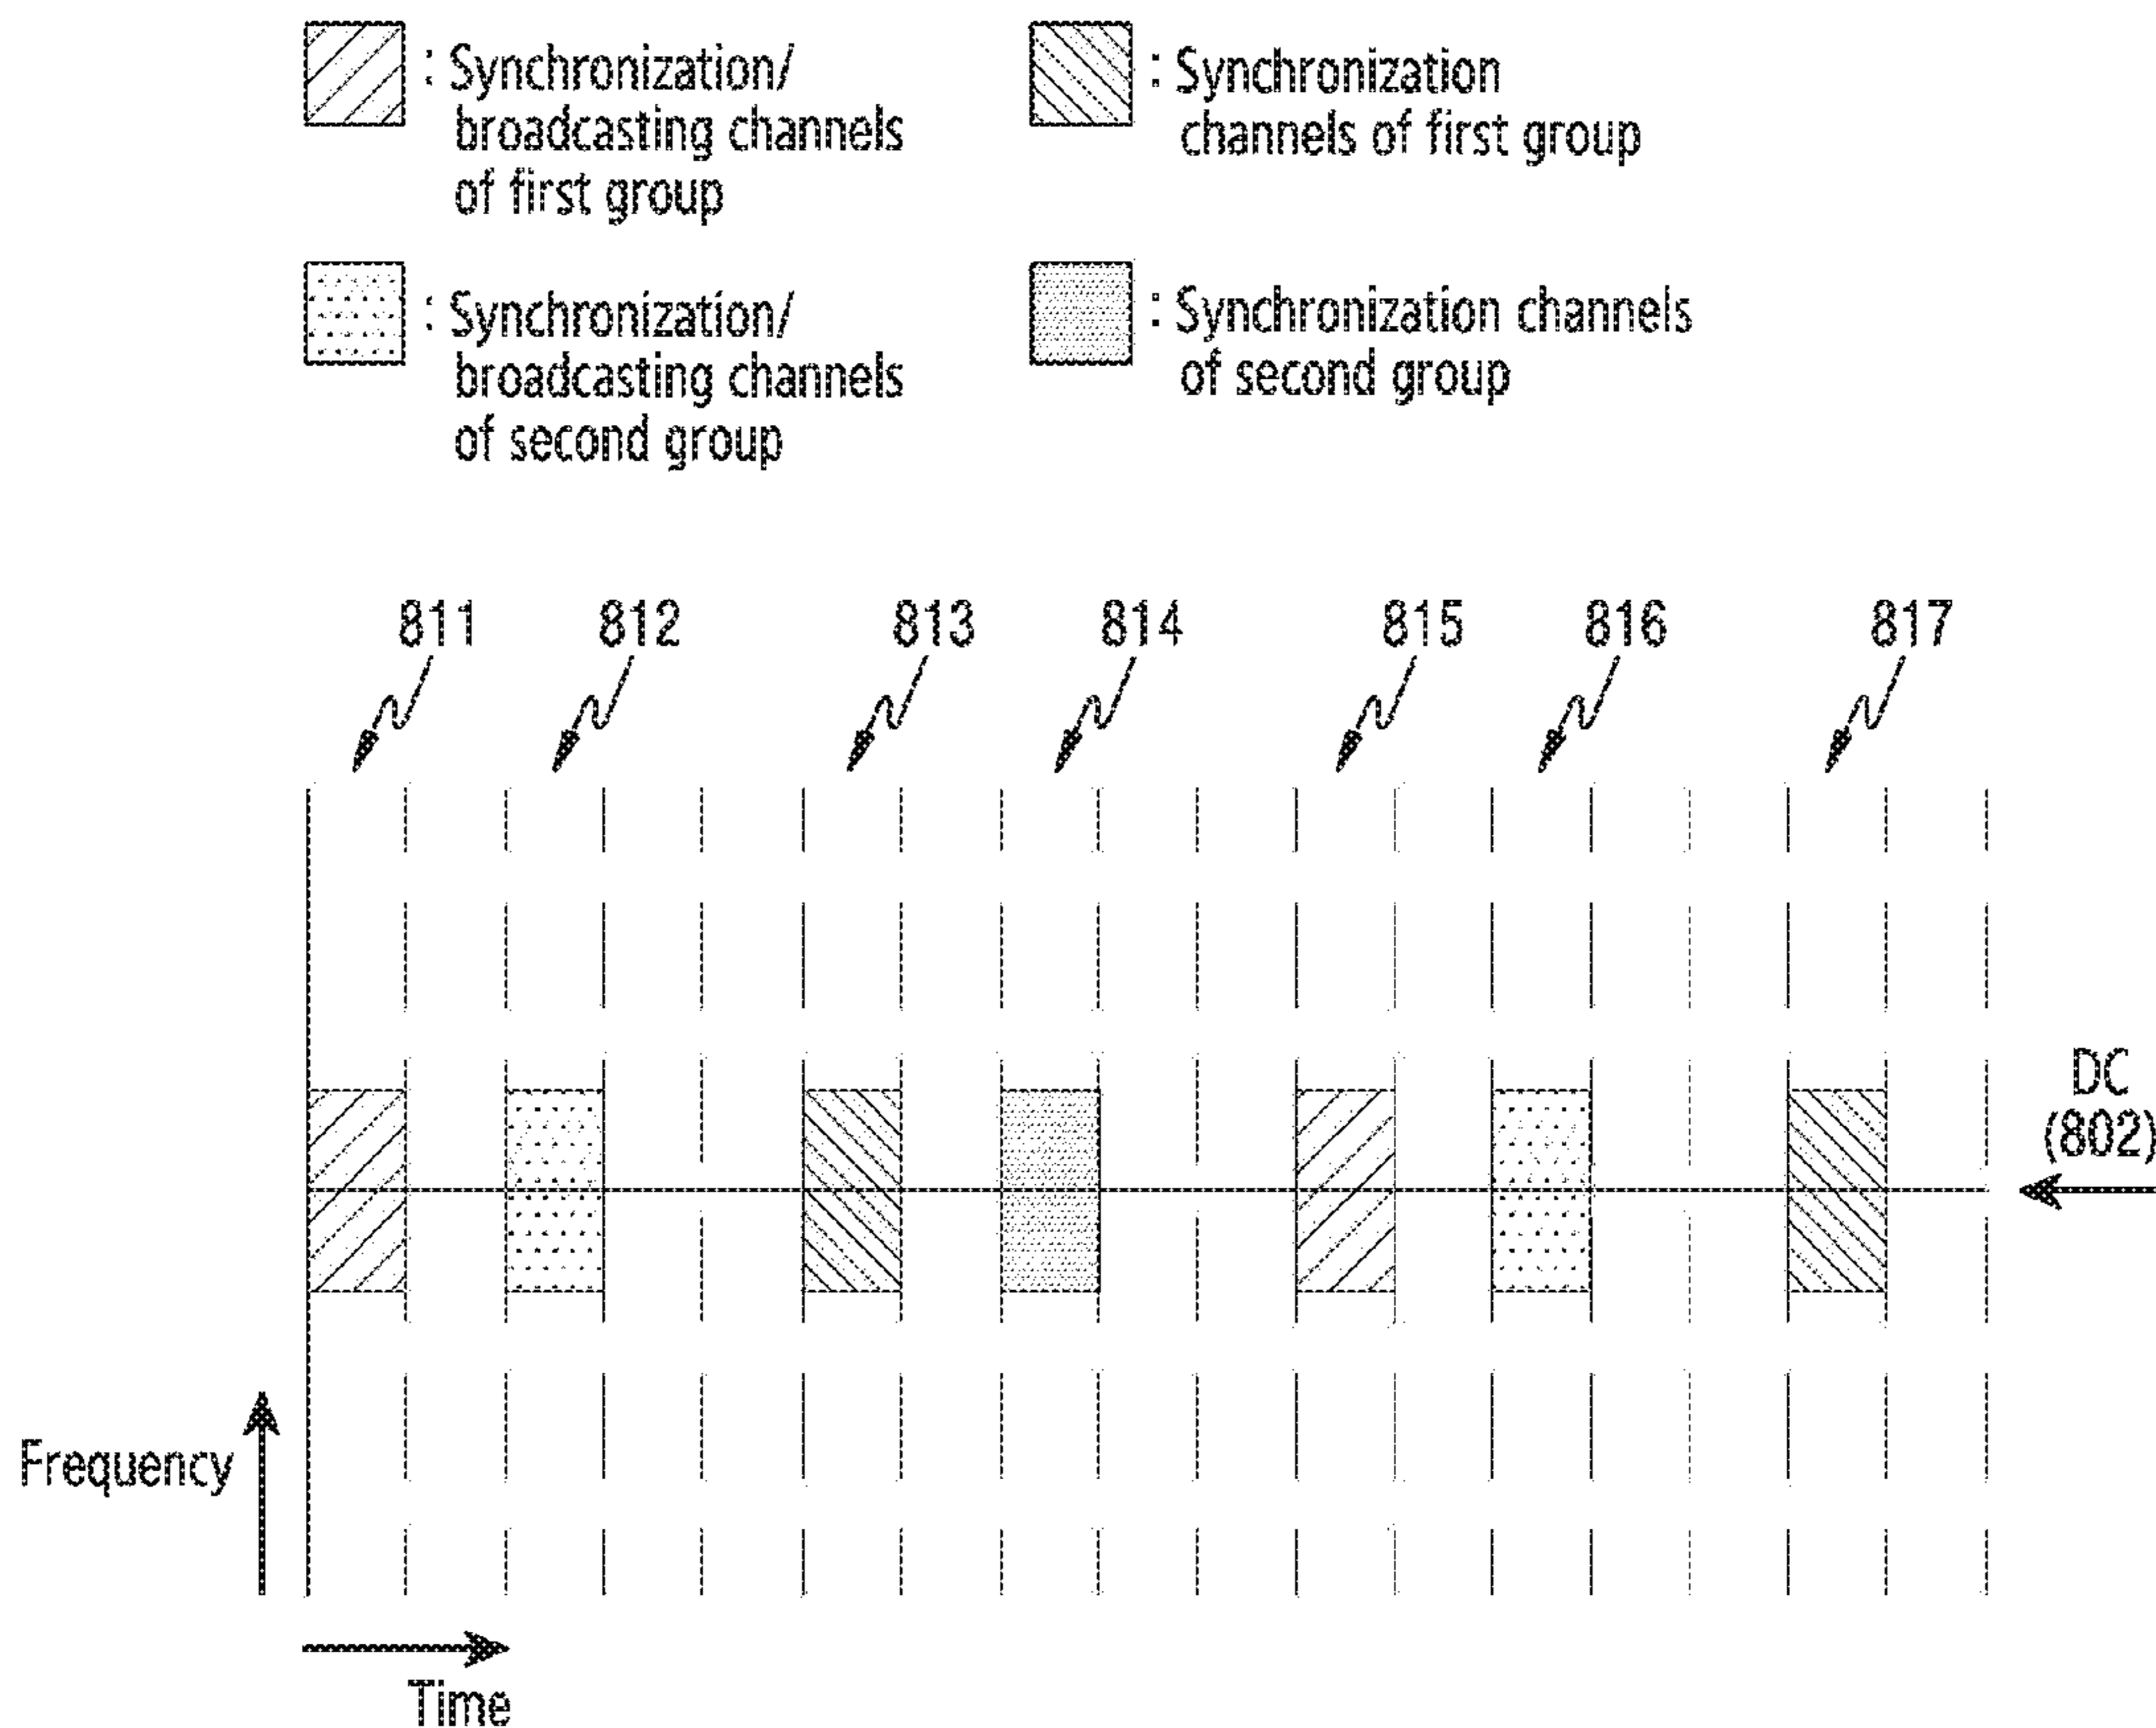 : Synchronization/
broadcasting channels
of first group
: Synchronization
channels of first group
: Synchronization/
broadcasting channels
of second group
: Synchronization channels
of second group
811
812
813
814
815
816
817
DC
(802)
Frequency
Time